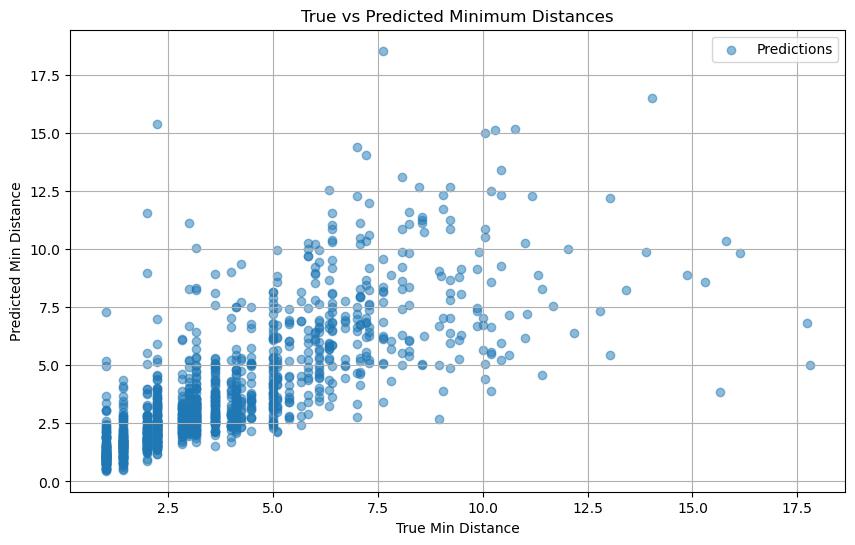 True vs Predicted Minimum Distances
Predictions
Predicted Min Distance
17.5
15.0
12.5
10.0
7.5
5.0
2.5
0.0
2.5 5.0 7.5 10.0 12.5 15.0 17.5
True Min Distance